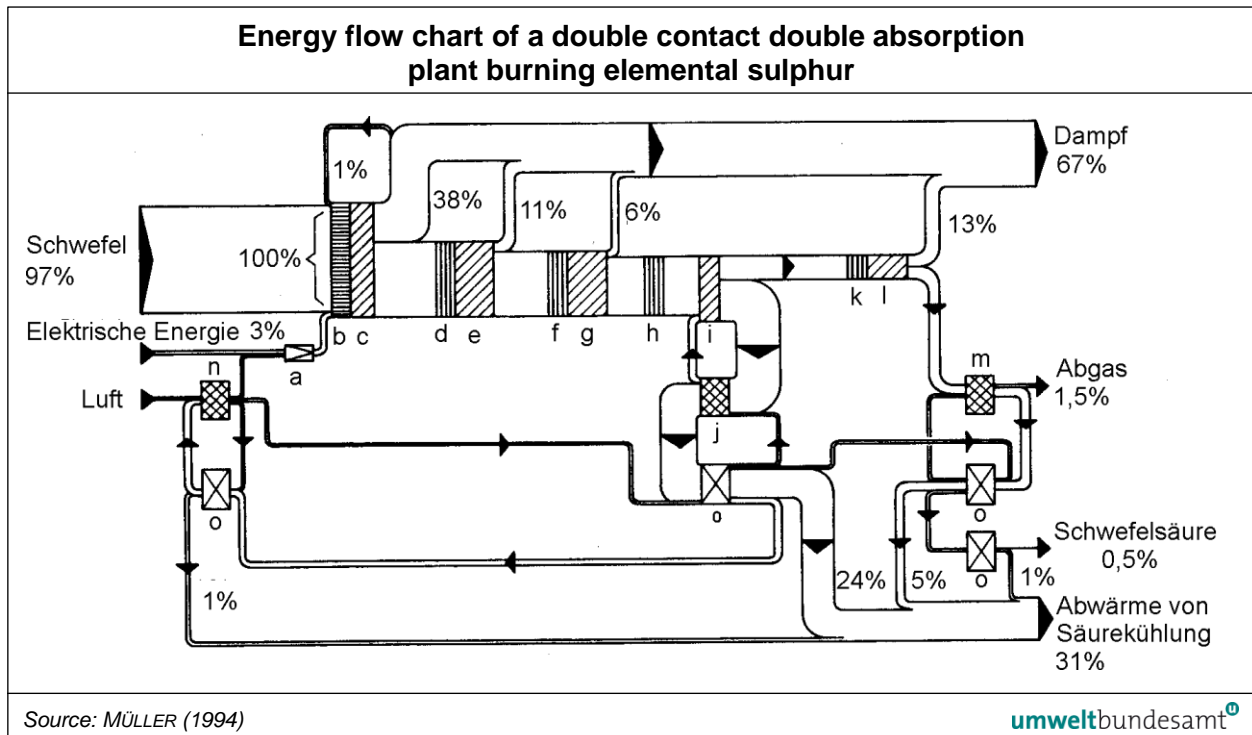 Energy flow chart of a double contact double absorption
plant burning elemental sulphur
Dampf
67%
1%
38%
11%
6%
13%
Schwefel
97%
100%
Elektrische Energie 3%
a
b
c
d
e
f
g
h
i
k
l
n
m
Luft
Abgas
1,5%
j
o
o
o
Schwefelsäure
0,5%
o
1%
24%
5%
1%
Abwärme von
Säurekühlung
31%
Source: MÜLLER (1994)
umweltbundesamt u